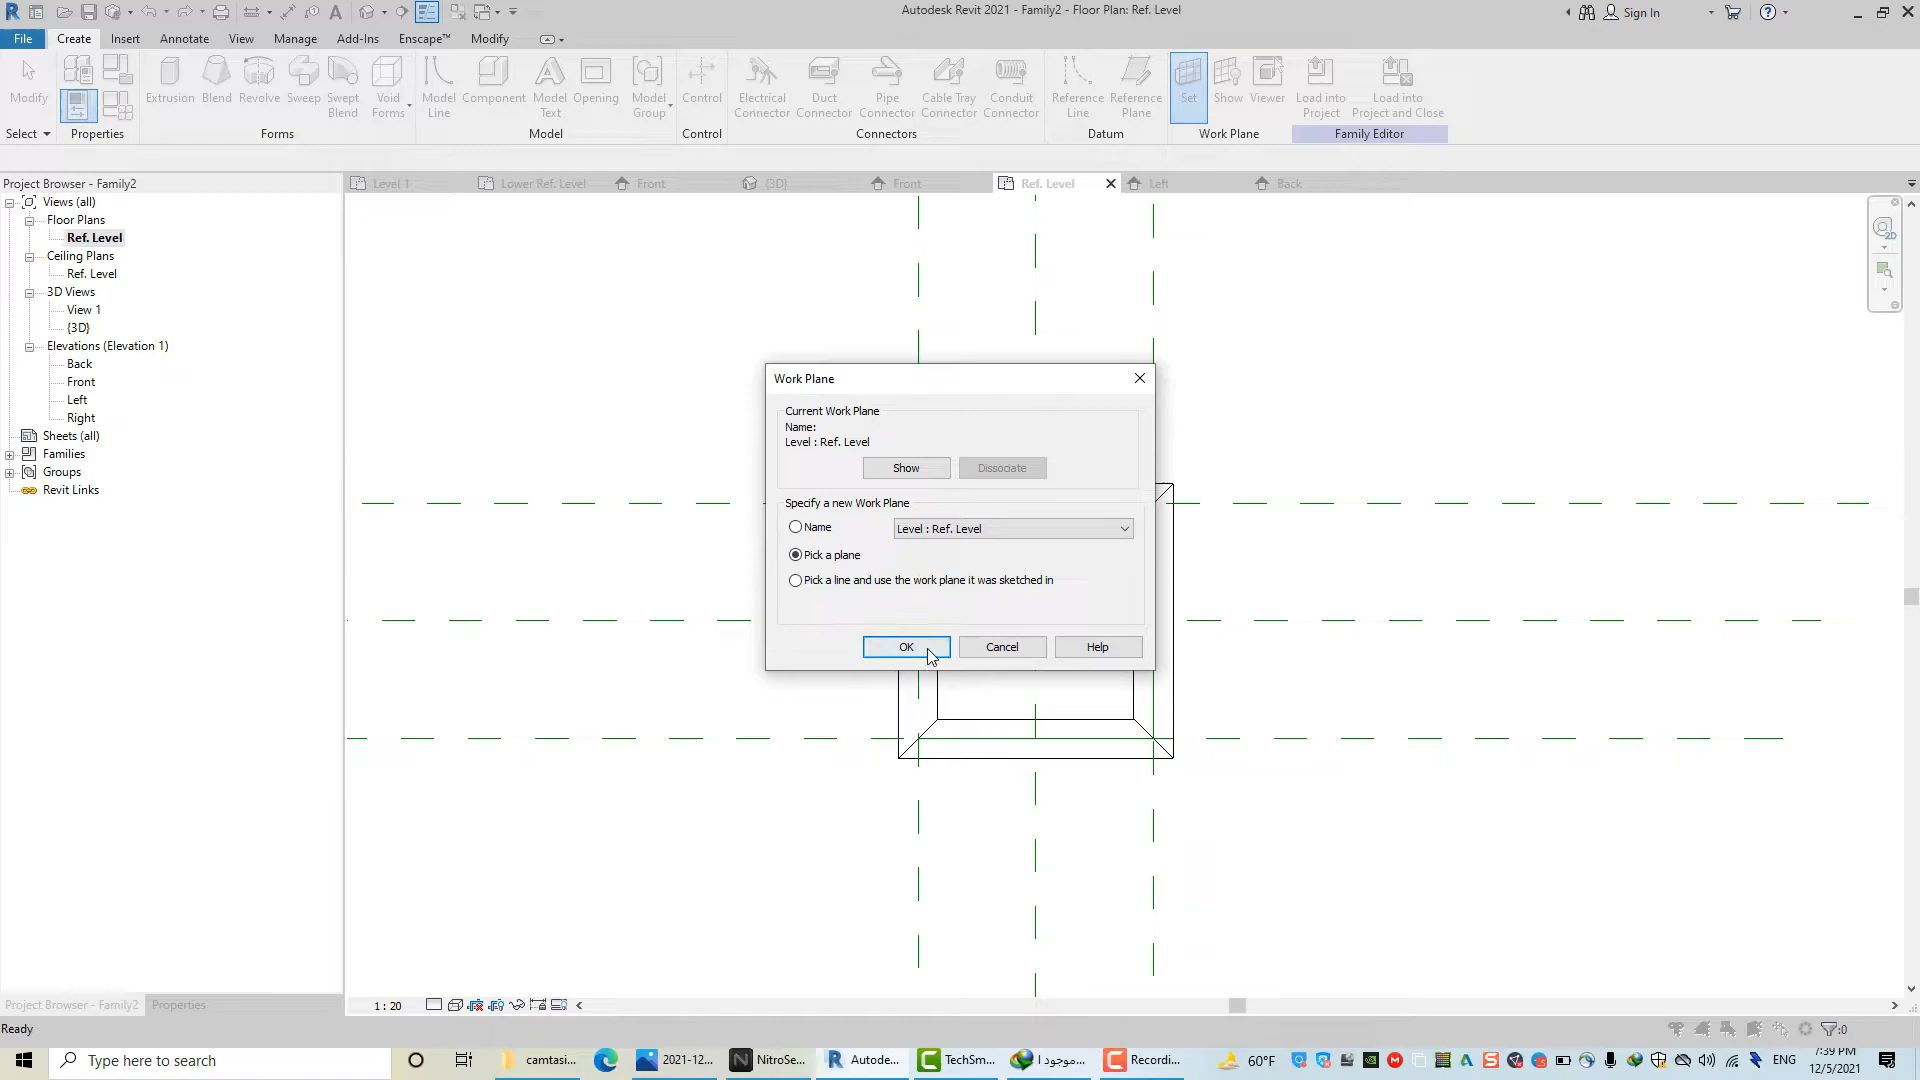 Autodesk Revit 2021 - Family2 - Floor Plan: Ref. Level
Sign In
File Create Insert Annotate View Manage Add-Ins Enscape™ Modify
Modify
Extrusion Blend Revolve Sweep Swept Blend Void Forms
Model Line Component Model Text Opening Model Group
Control
Electrical Connector Duct Connector Pipe Connector Cable Tray Connector Conduit Connector
Reference Line Reference Plane
Set Show Viewer
Load into Project Load into Project and Close
Select Properties Forms Model Control Connectors Datum Work Plane Family Editor
Project Browser - Family2
Level 1 Lower Ref. Level Front {3D} Front Ref. Level Left Back
Views (all)
Floor Plans
Ref. Level
Ceiling Plans
Ref. Level
3D Views
View 1
{3D}
Elevations (Elevation 1)
Back
Front
Left
Right
Sheets (all)
Families
Groups
Revit Links
2D
Work Plane
Current Work Plane
Name:
Level : Ref. Level
Show Dissociate
Specify a new Work Plane
Name Level : Ref. Level
Pick a plane
Pick a line and use the work plane it was sketched in
OK Cancel Help
Project Browser - Family2 Properties
1 : 20
Ready
:0
Type here to search
camtasi... 2021-12... NitroSe... Autode... TechSm... موجود ا... Recordi...
60°F
ENG
7:39 PM
12/5/2021